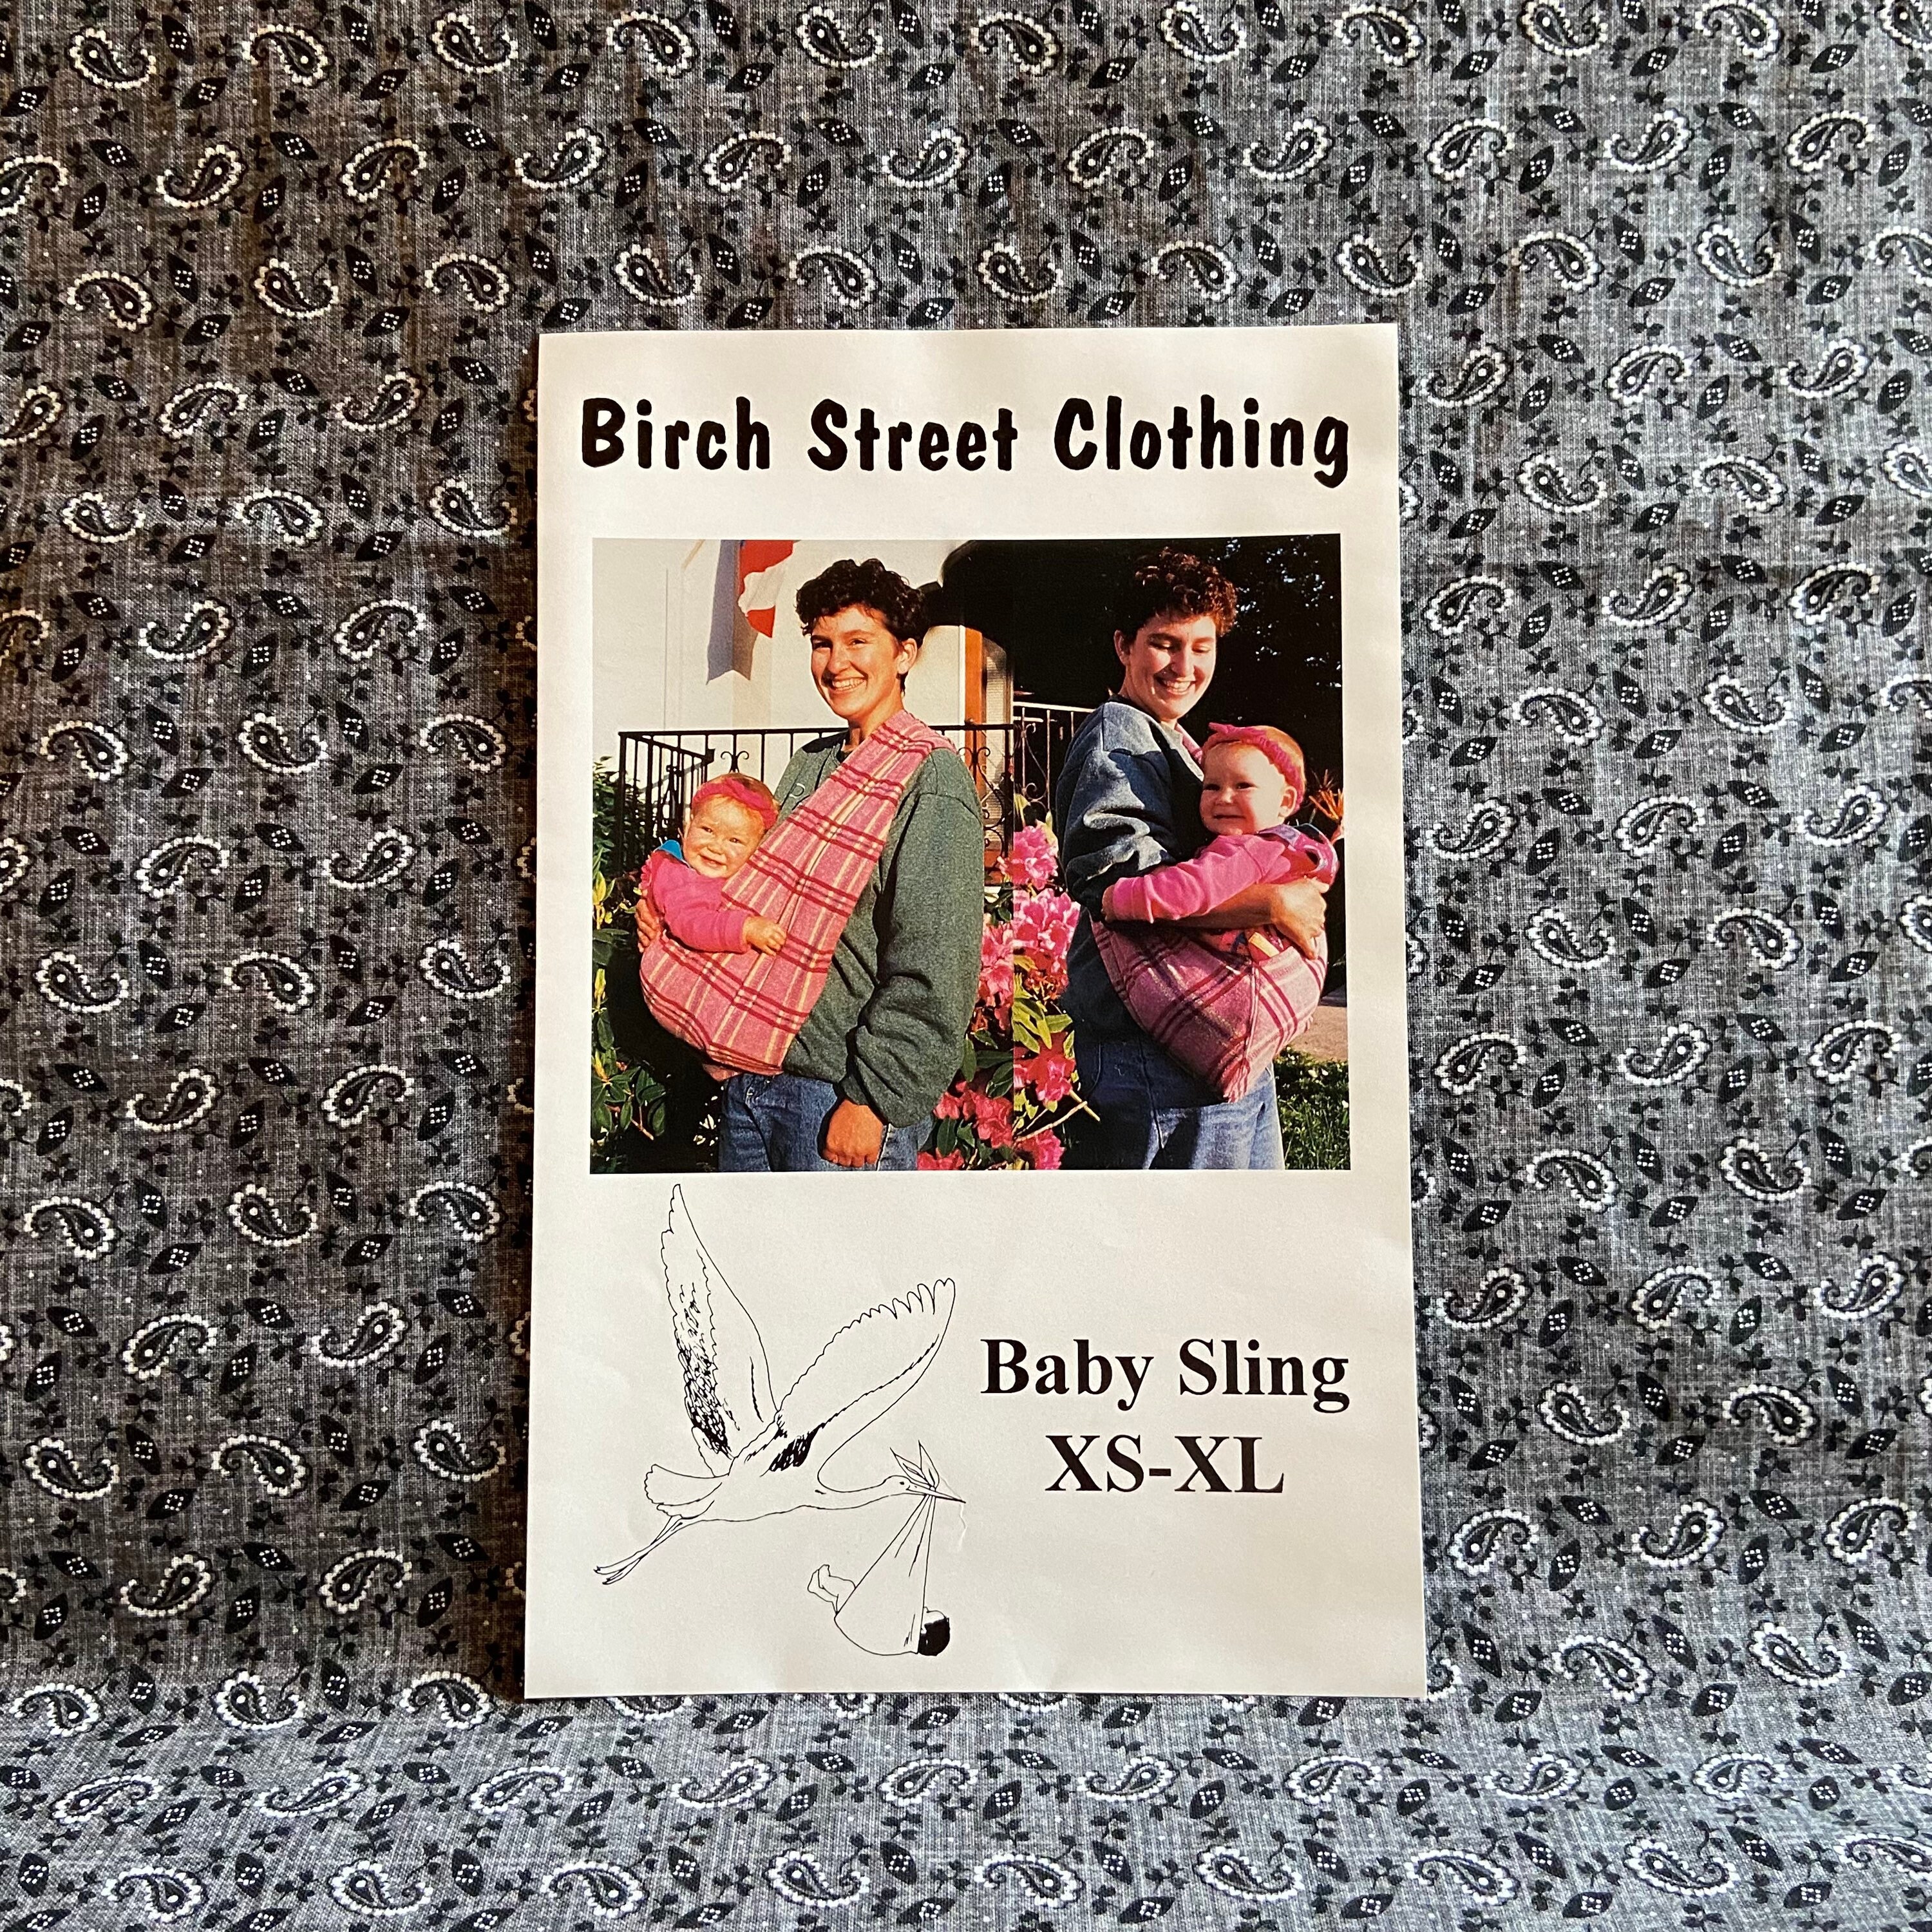 Birch Street Clothing
Baby Sling
XS-XL